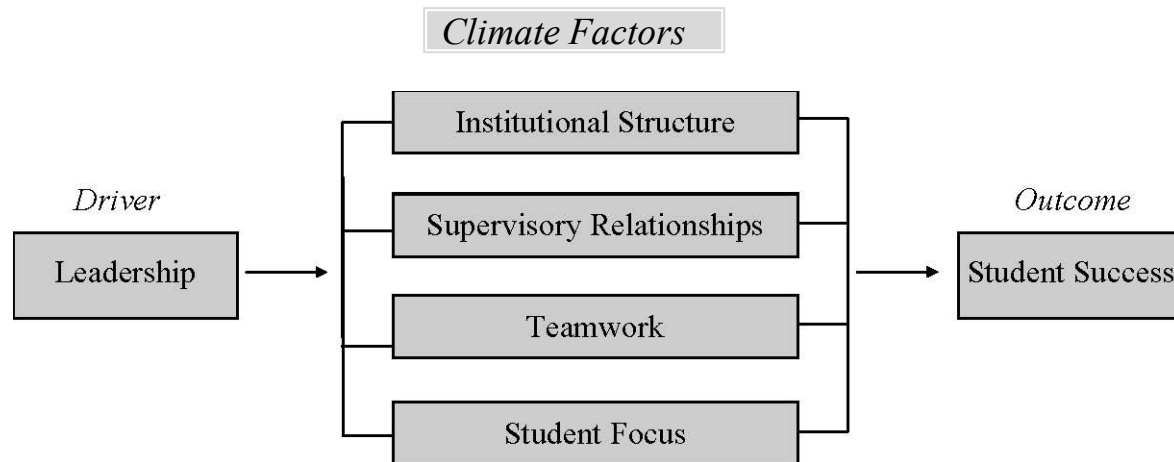 Climate Factors
Institutional Structure
Driver
Supervisory Relationships
Outcome
Leadership
Student Success
Teamwork
Student Focus